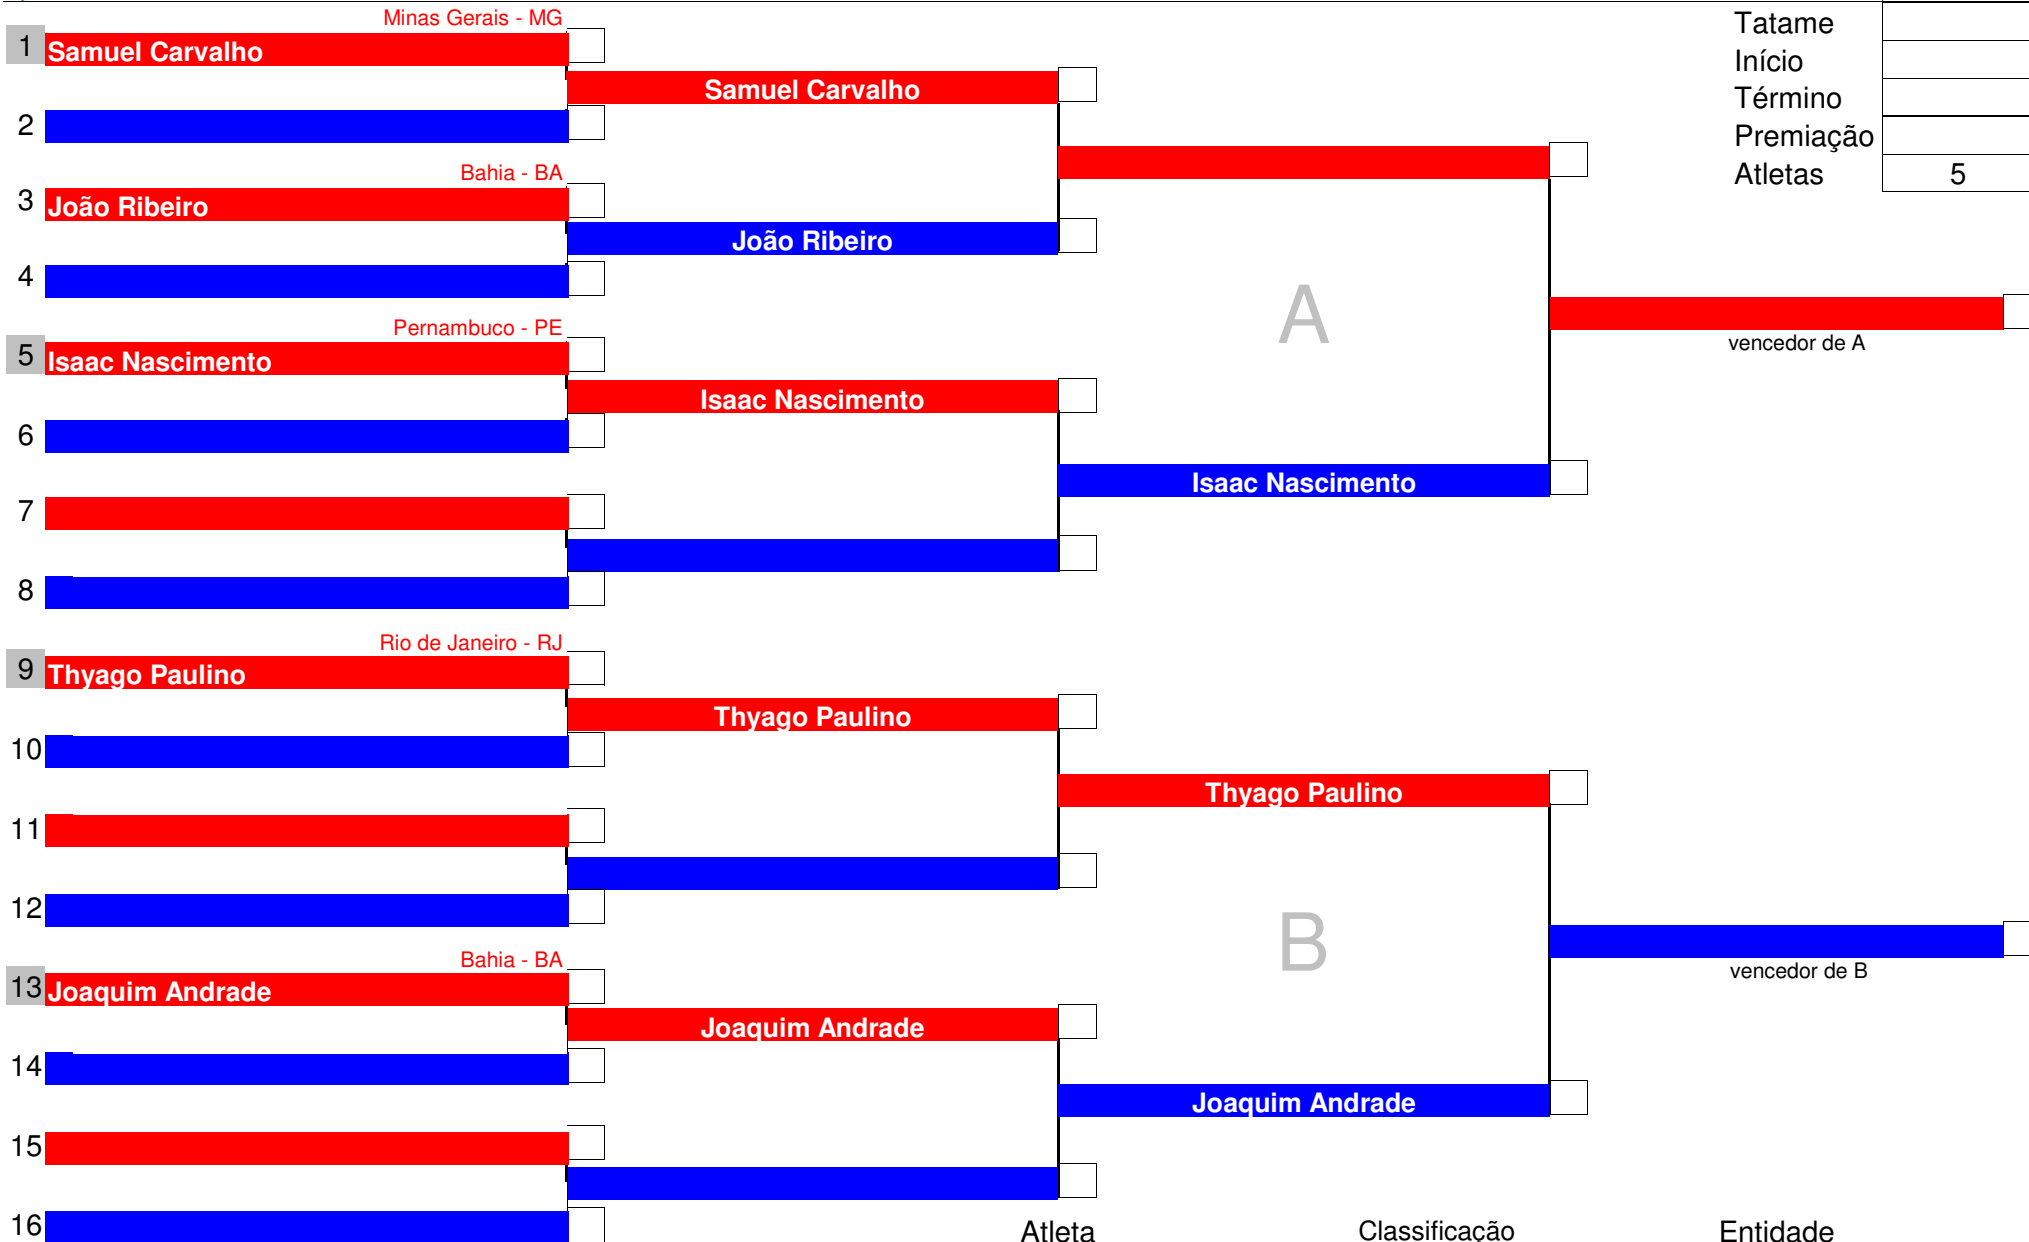 Minas Gerais - MG
1 Samuel Carvalho
Samuel Carvalho
2
Bahia - BA
3 João Ribeiro
João Ribeiro
4
Pernambuco - PE
5 Isaac Nascimento
Isaac Nascimento
6
Isaac Nascimento
7
8
A
Tatame
Início
Término
Premiação
Atletas 5
vencedor de A
Rio de Janeiro - RJ
9 Thyago Paulino
Thyago Paulino
10
Thyago Paulino
11
12
B
Bahia - BA
13 Joaquim Andrade
Joaquim Andrade
14
Joaquim Andrade
15
16
vencedor de B
Atleta Classificação Entidade